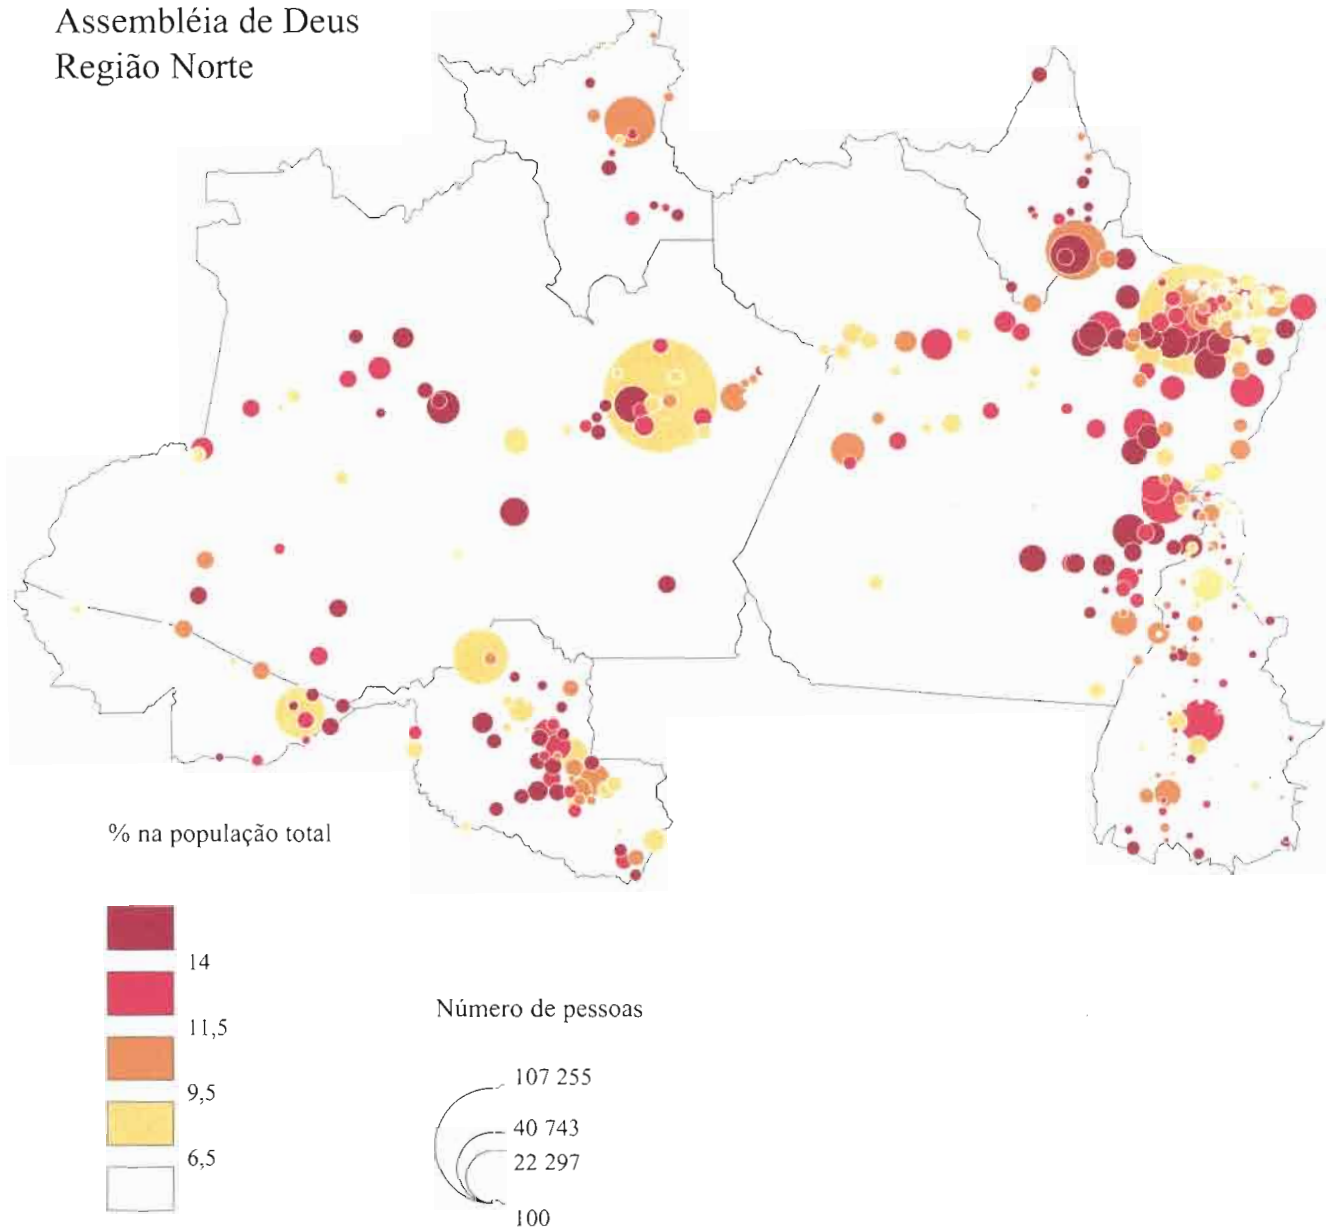 Assembléia de Deus
Região Norte
% na população total
14
11,5
9,5
6,5
Número de pessoas
107 255
40 743
22 297
100